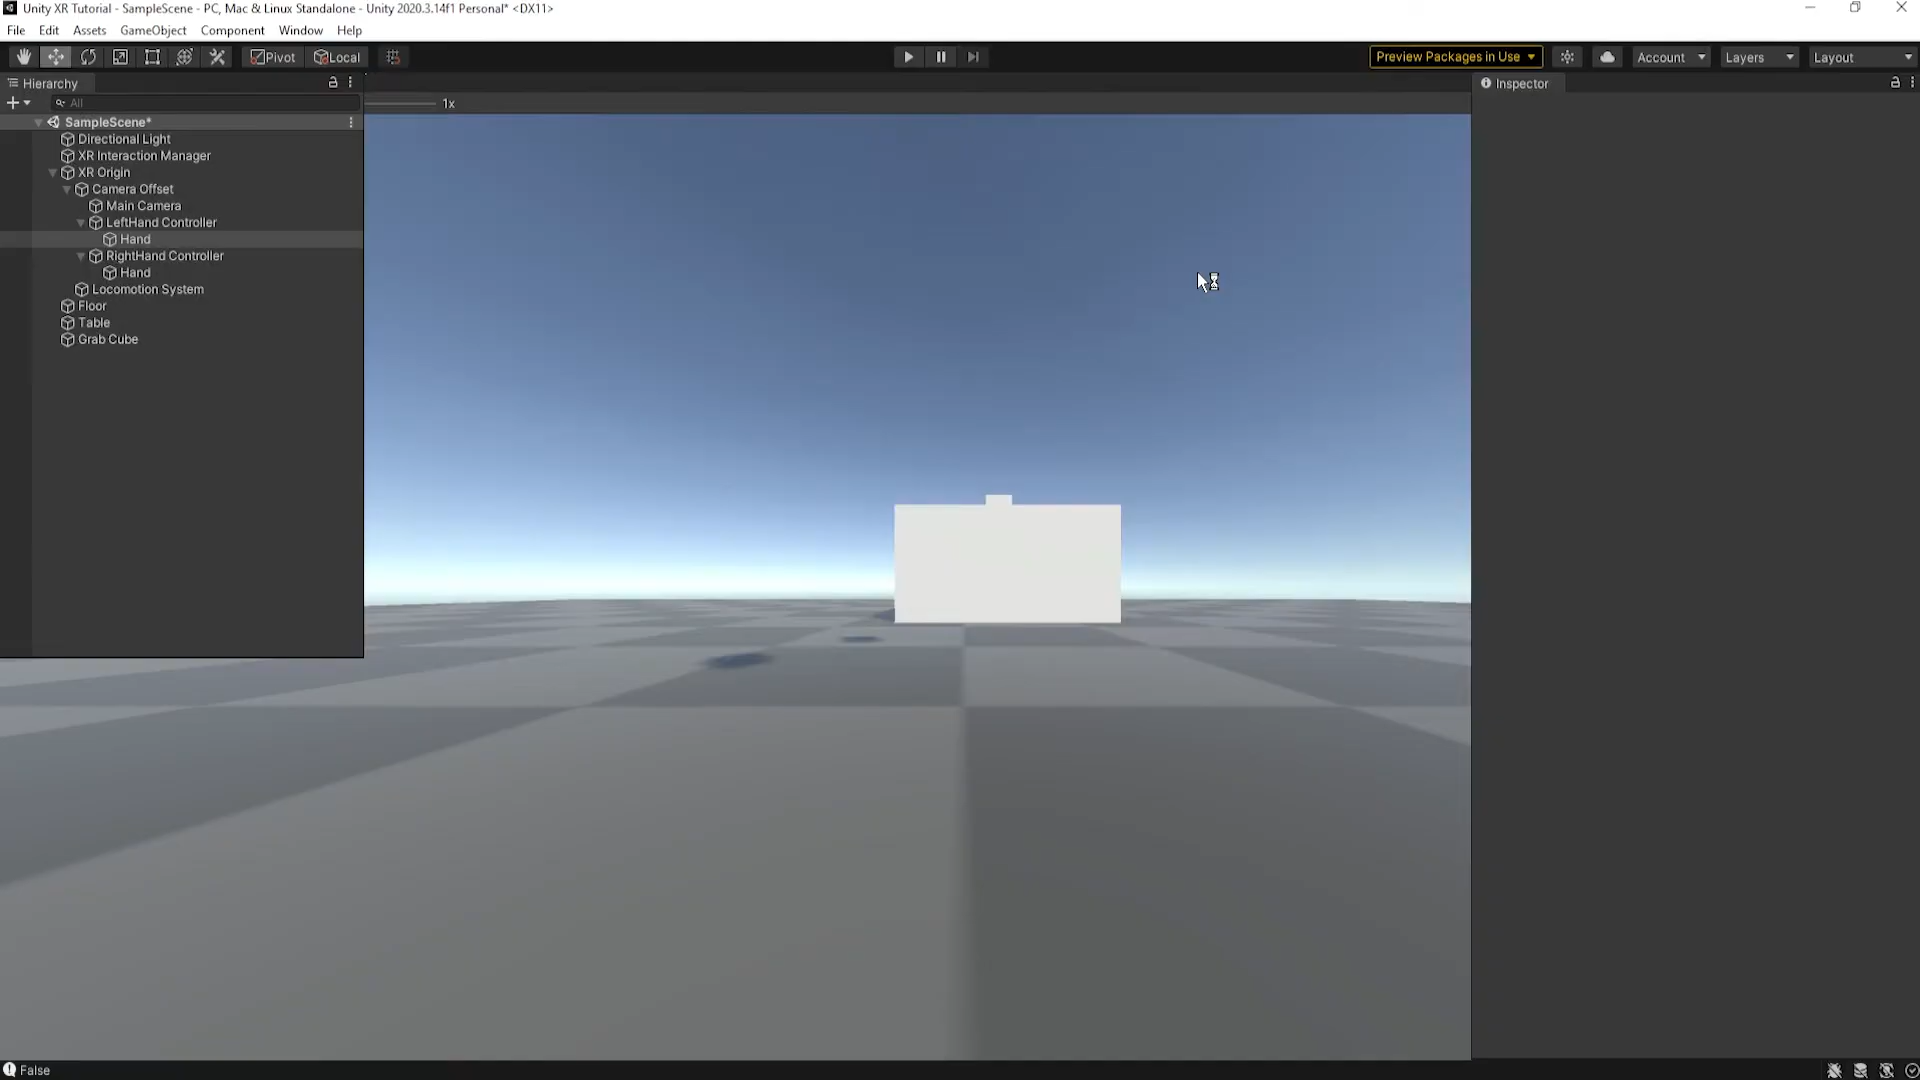 Unity XR Tutorial - SampleScene - PC, Mac & Linux Standalone - Unity 2020.3.14f1 Personal* <DX11>
File Edit Assets GameObject Component Window Help
Pivot Local Preview Packages in Use Account Layers Layout
Hierarchy Inspector
All 1x
SampleScene*
Directional Light
XR Interaction Manager
XR Origin
Camera Offset
Main Camera
LeftHand Controller
Hand
RightHand Controller
Hand
Locomotion System
Floor
Table
Grab Cube
False